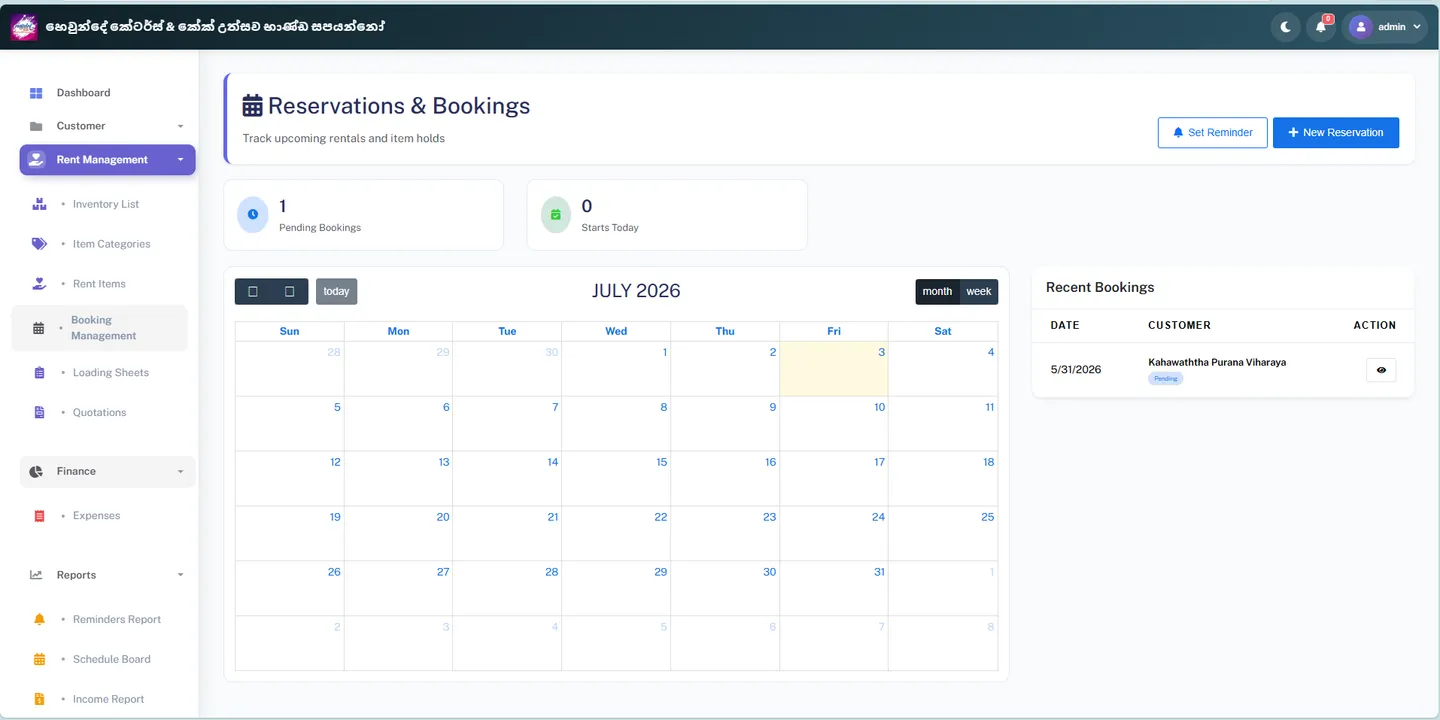 හෙවුන්දේ කේටර්ස් & කේක් උත්සව භාණ්ඩ සපයන්නෝ
0
admin
Dashboard
Customer
Rent Management
• Inventory List
• Item Categories
• Rent Items
• Booking Management
• Loading Sheets
• Quotations
Finance
• Expenses
Reports
• Reminders Report
• Schedule Board
• Income Report
Reservations & Bookings
Track upcoming rentals and item holds
Set Reminder
New Reservation
1
Pending Bookings
0
Starts Today
today
JULY 2026
month week
Sun Mon Tue Wed Thu Fri Sat
28 29 30 1 2 3 4
5 6 7 8 9 10 11
12 13 14 15 16 17 18
19 20 21 22 23 24 25
26 27 28 29 30 31 1
2 3 4 5 6 7 8
Recent Bookings
DATE CUSTOMER ACTION
5/31/2026 Kahawaththa Purana Viharaya
Pending